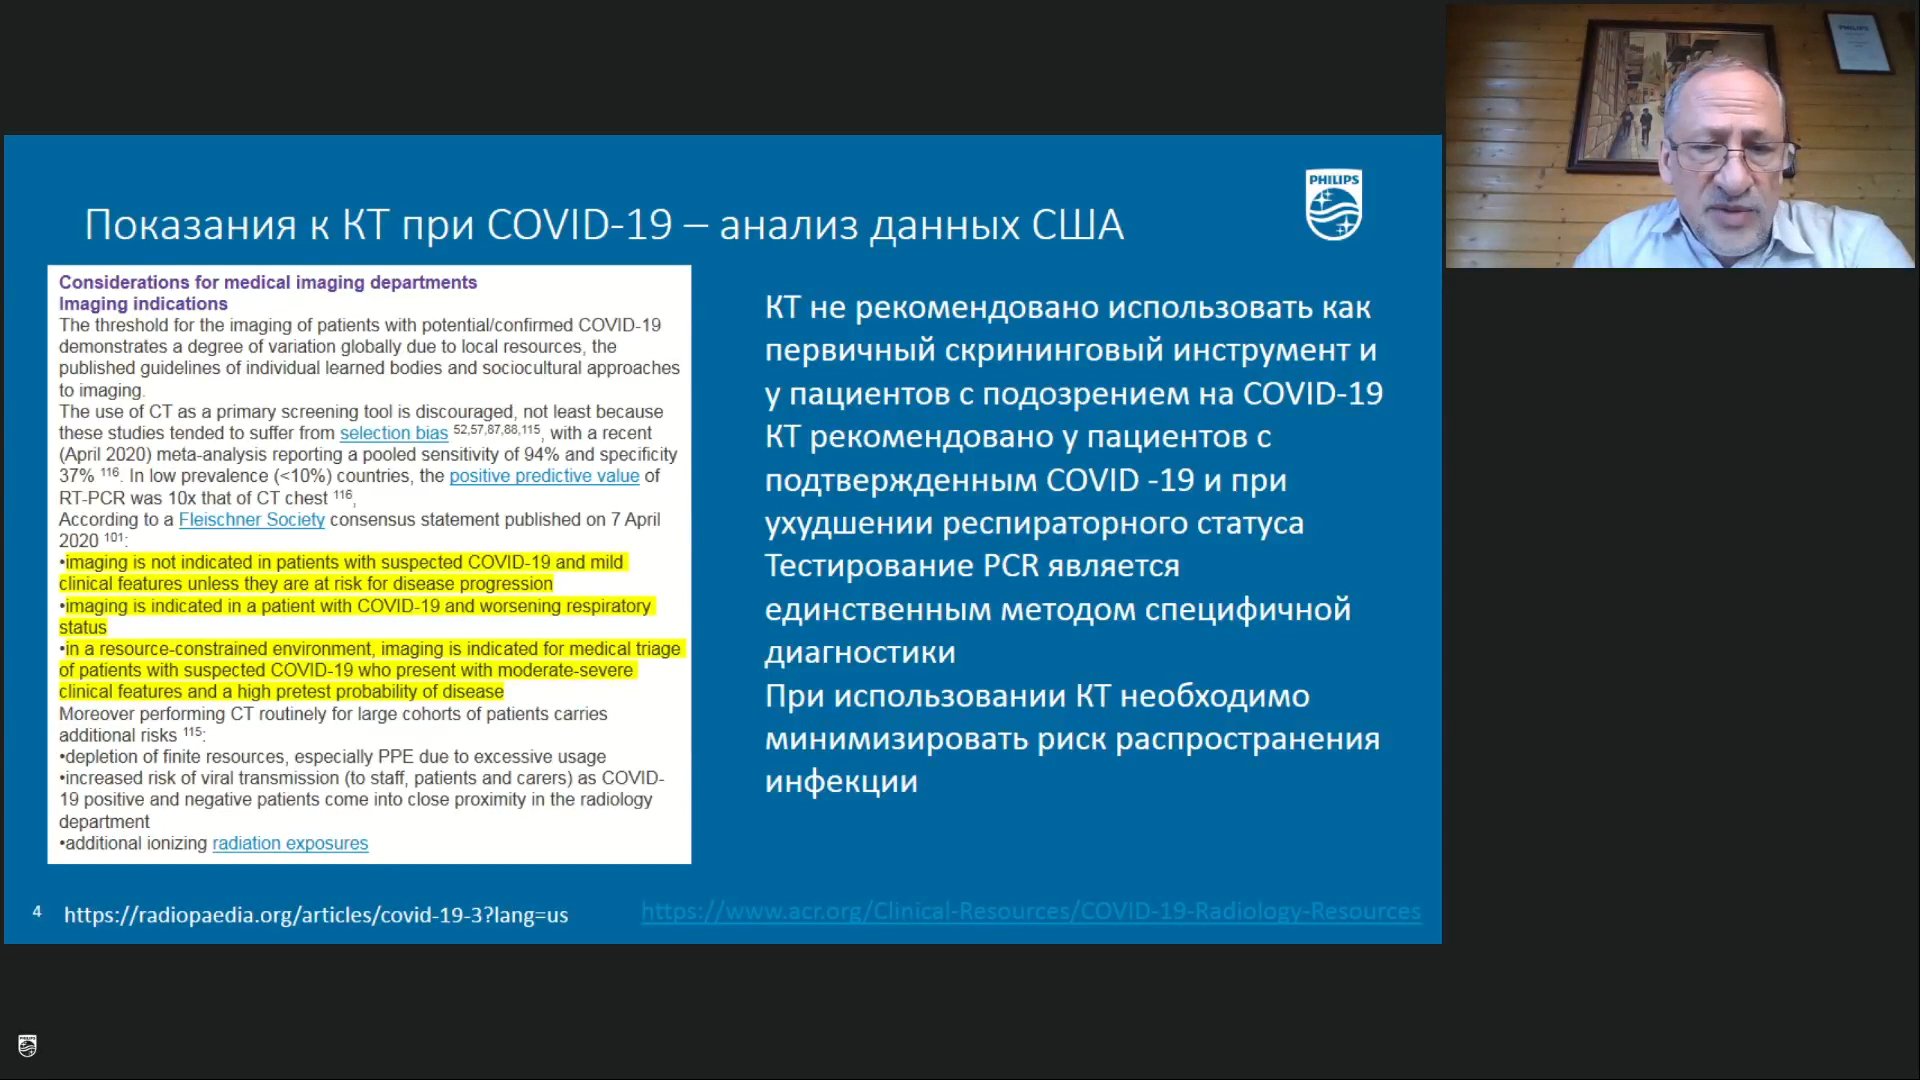 PHILIPS
Показания к КТ при COVID-19 – анализ данных США
PHILIPS
Considerations for medical imaging departments
Imaging indications
The threshold for the imaging of patients with potential/confirmed COVID-19
demonstrates a degree of variation globally due to local resources, the
published guidelines of individual learned bodies and sociocultural approaches
to imaging.
The use of CT as a primary screening tool is discouraged, not least because
these studies tended to suffer from selection bias 52,57,87,88,115, with a recent
(April 2020) meta-analysis reporting a pooled sensitivity of 94% and specificity
37% 116. In low prevalence (<10%) countries, the positive predictive value of
RT-PCR was 10x that of CT chest 116,
According to a Fleischner Society consensus statement published on 7 April
2020 101:
•imaging is not indicated in patients with suspected COVID-19 and mild
clinical features unless they are at risk for disease progression
•imaging is indicated in a patient with COVID-19 and worsening respiratory
status
•in a resource-constrained environment, imaging is indicated for medical triage
of patients with suspected COVID-19 who present with moderate-severe
clinical features and a high pretest probability of disease
Moreover performing CT routinely for large cohorts of patients carries
additional risks 115:
•depletion of finite resources, especially PPE due to excessive usage
•increased risk of viral transmission (to staff, patients and carers) as COVID-
19 positive and negative patients come into close proximity in the radiology
department
•additional ionizing radiation exposures
КТ не рекомендовано использовать как
первичный скрининговый инструмент и
у пациентов с подозрением на COVID-19
КТ рекомендовано у пациентов с
подтвержденным COVID -19 и при
ухудшении респираторного статуса
Тестирование PCR является
единственным методом специфичной
диагностики
При использовании КТ необходимо
минимизировать риск распространения
инфекции
4
https://radiopaedia.org/articles/covid-19-3?lang=us
https://www.acr.org/Clinical-Resources/COVID-19-Radiology-Resources